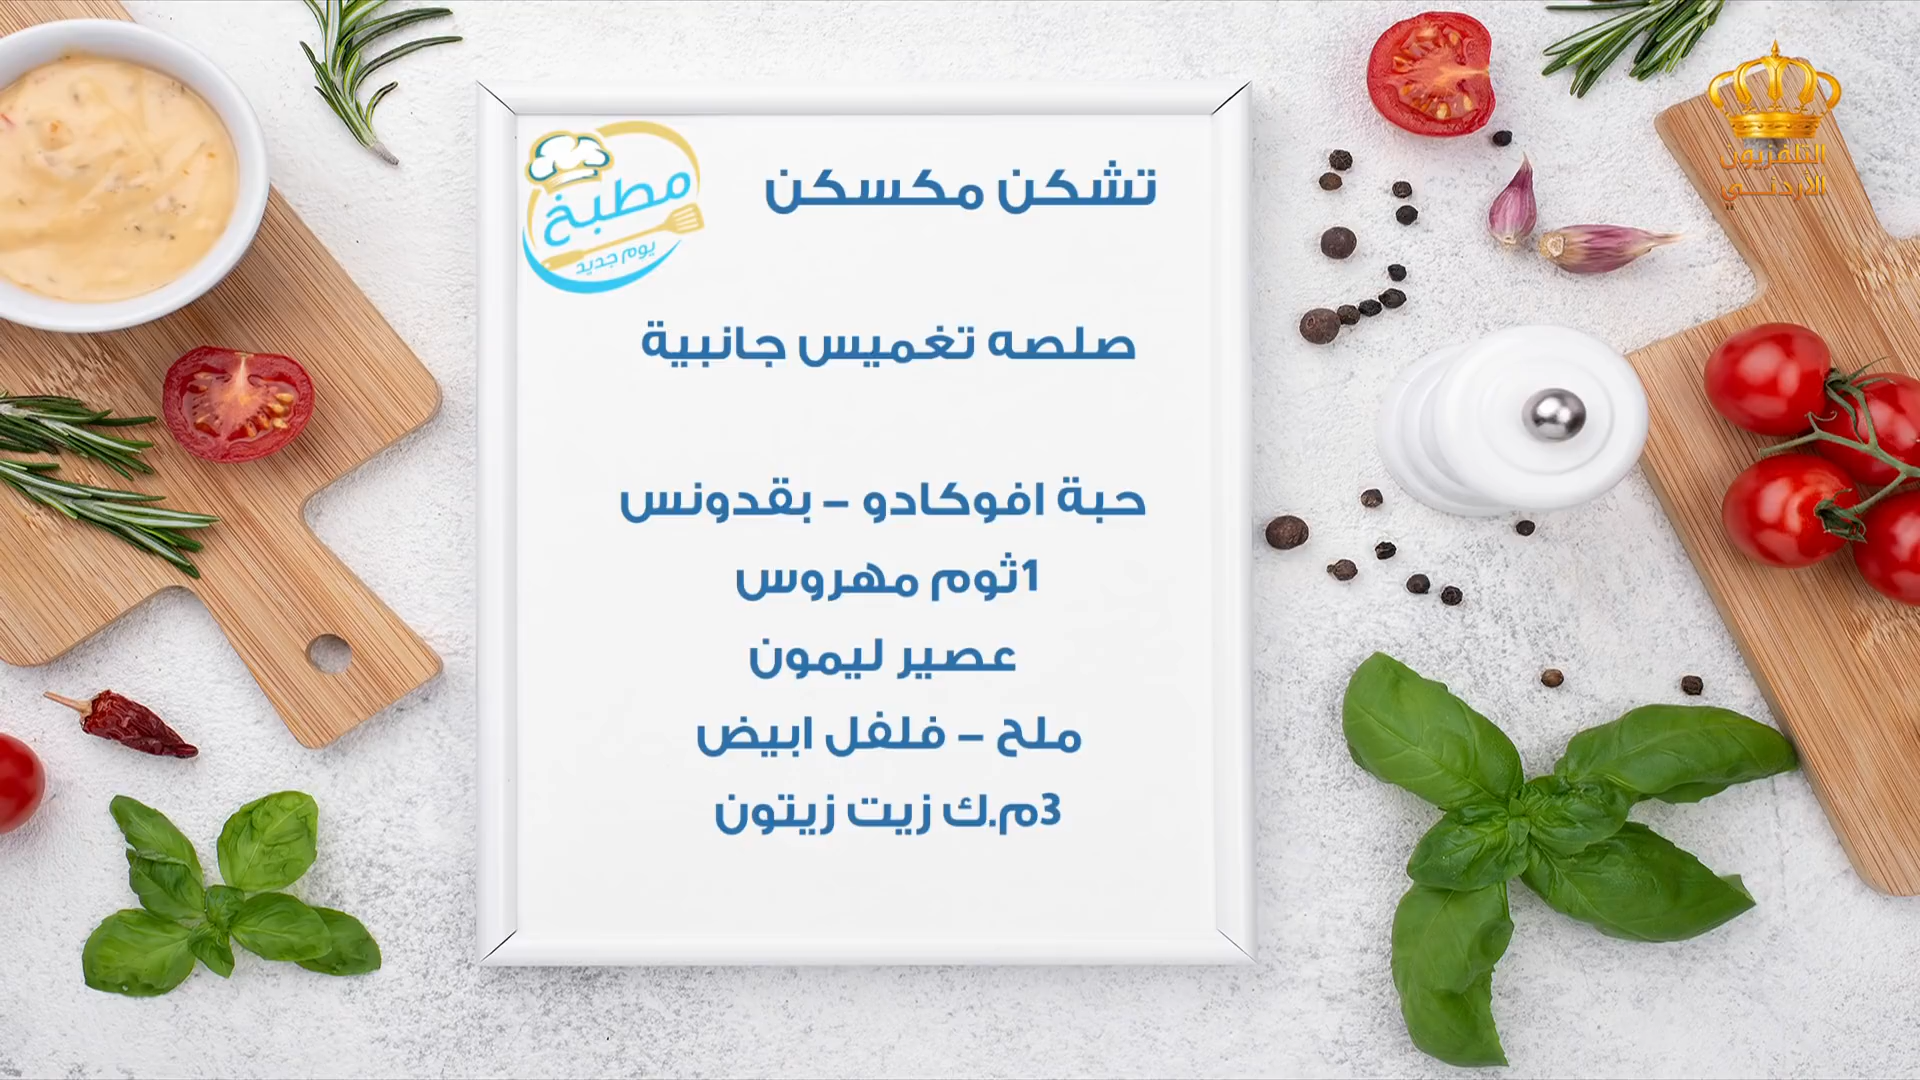 تشكن مكسكن
مطبخ
يوم جديد
صلصه تغميس جانبية
حبة افوكادو – بقدونس
1ثوم مهروس
عصير ليمون
ملح – فلفل ابيض
3م.ك زيت زيتون
التلفزيون
الأردنـي